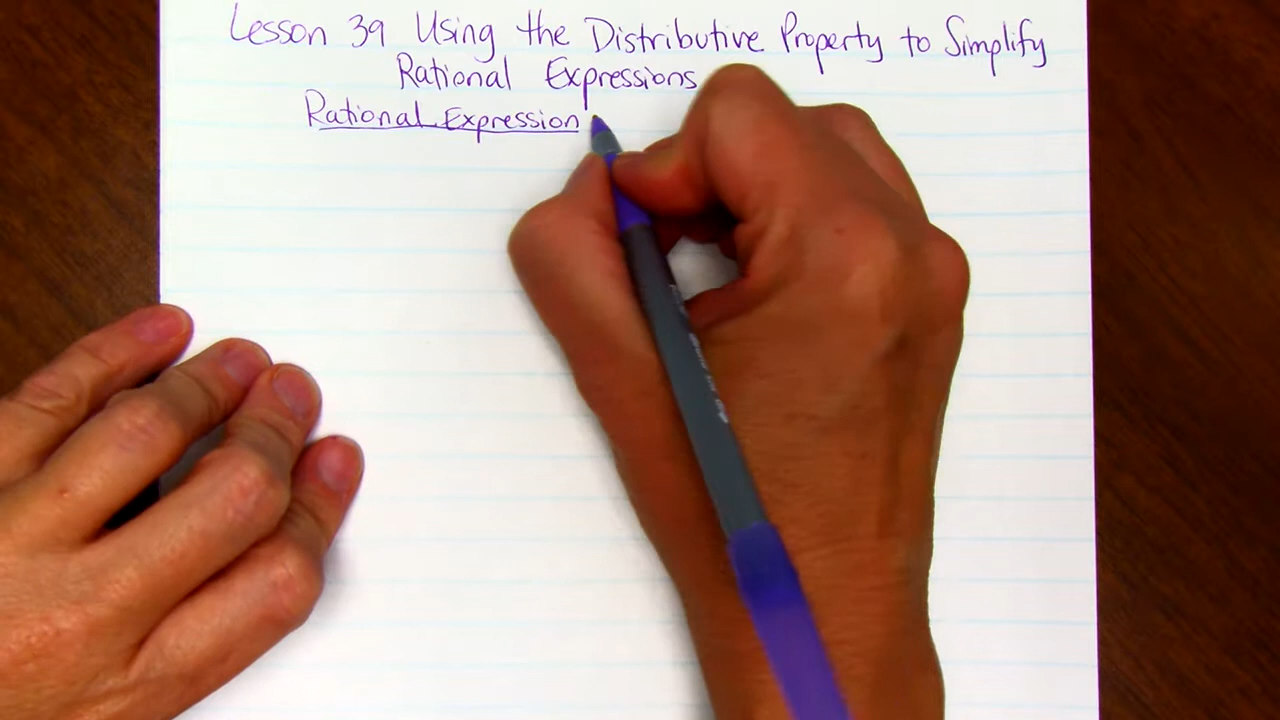 Lesson 39 Using the Distributive Property to Simplify
Rational Expressions
Rational Expression